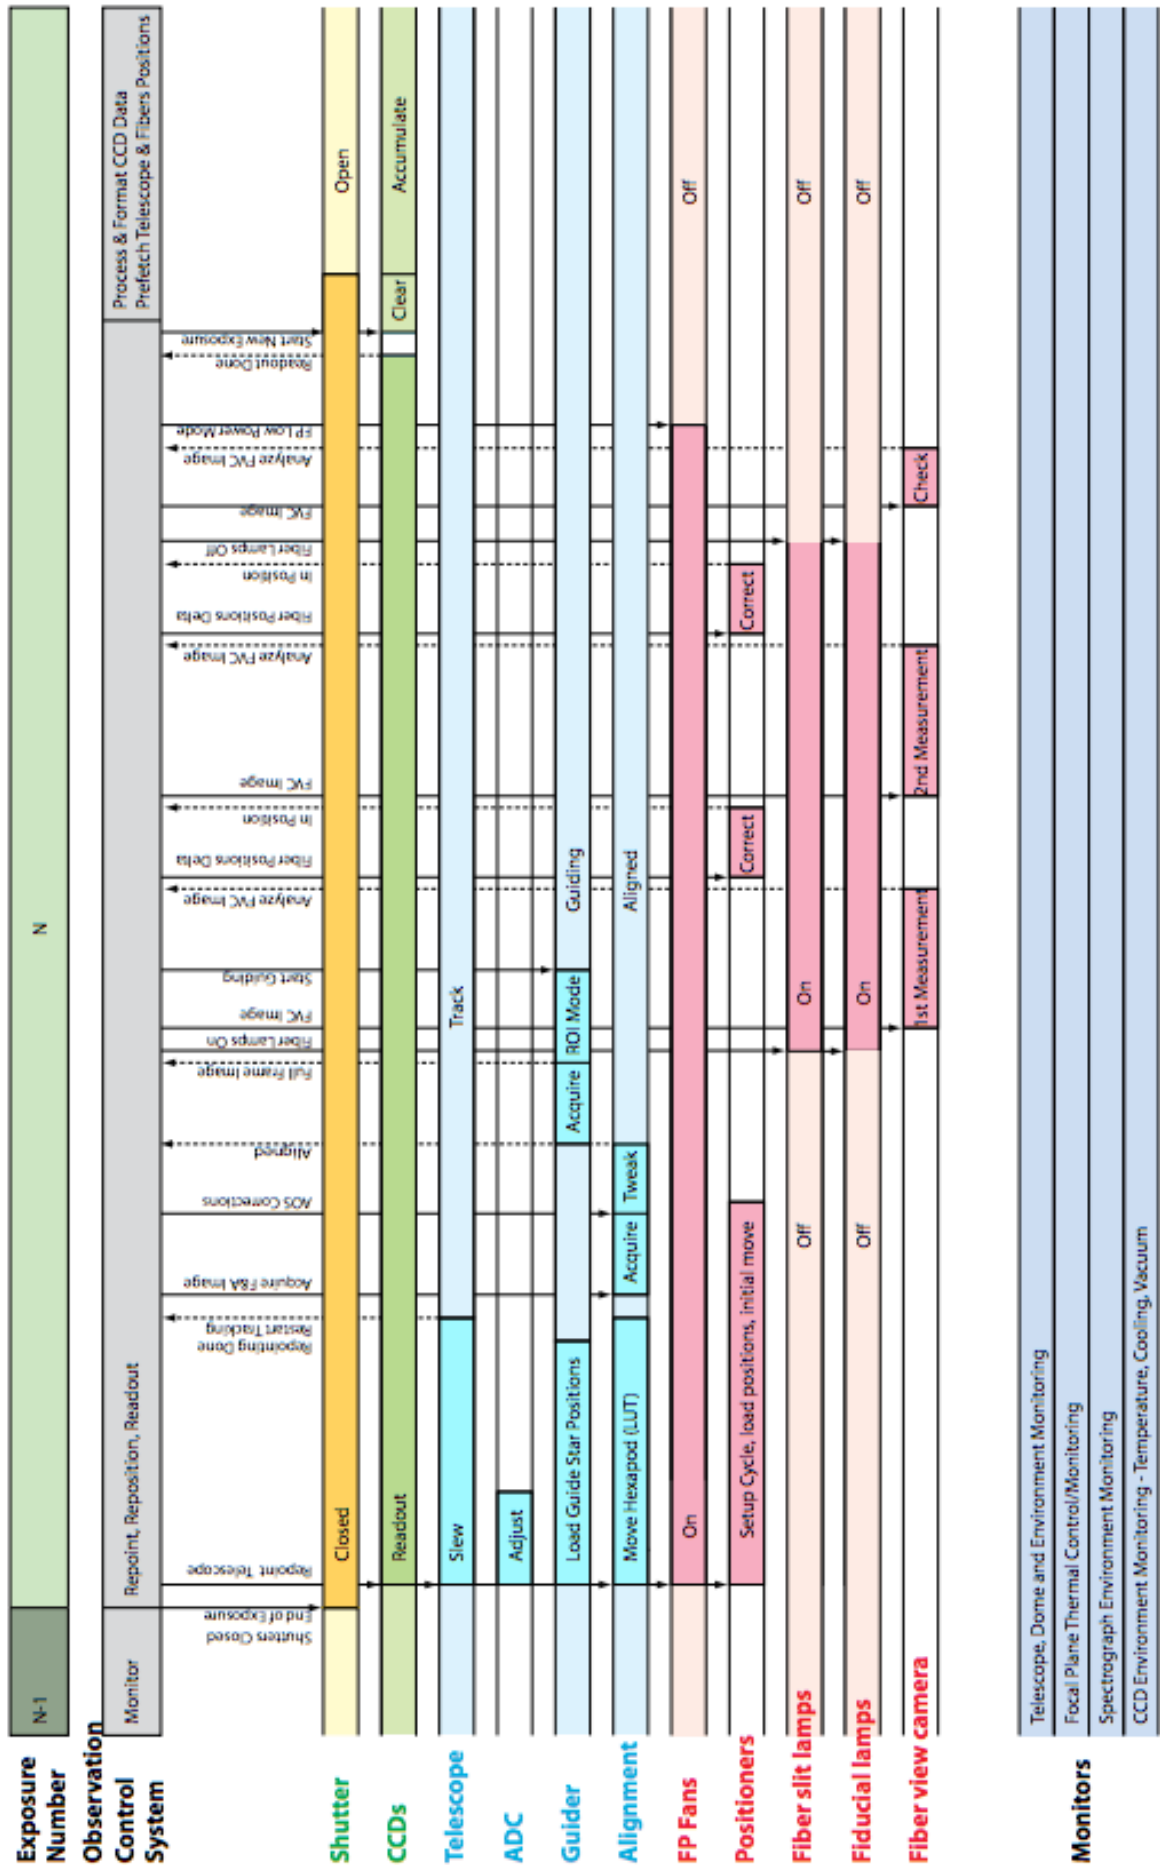 Exposure
Number
N-1
N
Observation
Control
System
Monitor
Repoint, Reposition, Readout
Process & Format CCD Data
Prefetch Telescope & Fibers Positions
Shutters Closed
End of Exposure
Repoint Telescope
Repointing Done
Restart Tracking
Acquire F&A Image
AOS Corrections
Aligned
Full Frame Image
Fiber Lamps On
FVC Image
Start Guiding
Analyze FVC Image
Fiber Positions Delta
In Position
FVC Image
Analyze FVC Image
Fiber Positions Delta
In Position
Fiber Lamps Off
FVC Image
Analyze FVC Image
FP Low Power Mode
Readout Done
Start New Exposure
Shutter
Closed
Open
CCDs
Readout
Clear
Accumulate
Telescope
Slew
Track
ADC
Adjust
Guider
Load Guide Star Positions
Acquire
ROI Mode
Guiding
Alignment
Move Hexapod (LUT)
Acquire
Tweak
Aligned
FP Fans
On
Off
Positioners
Setup Cycle, load positions, initial move
Correct
Correct
Fiber slit lamps
Off
On
Off
Fiducial lamps
Off
On
Off
Fiber view camera
1st Measurement
2nd Measurement
Check
Monitors
Telescope, Dome and Environment Monitoring
Focal Plane Thermal Control/Monitoring
Spectrograph Environment Monitoring
CCD Environment Monitoring - Temperature, Cooling, Vacuum